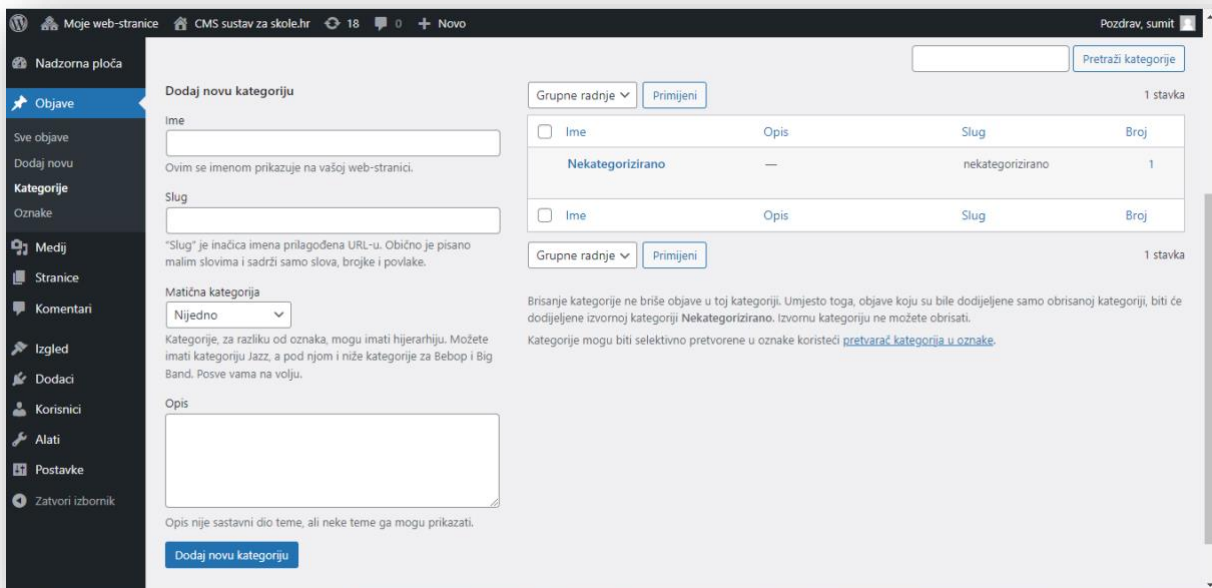 Moje web-stranice CMS sustav za skole.hr 18 0 + Novo Pozdrav, sumit
Nadzorna ploča
Objave
Sve objave
Dodaj novu
Kategorije
Oznake
Medij
Stranice
Komentari
Izgled
Dodaci
Korisnici
Alati
Postavke
Zatvori izbornik
Dodaj novu kategoriju
Ime
Ovim se imenom prikazuje na vašoj web-stranici.
Slug
"Slug" je inačica imena prilagođena URL-u. Obično je pisano
malim slovima i sadrži samo slova, brojke i povlake.
Matična kategorija
Nijedno
Kategorije, za razliku od oznaka, mogu imati hijerarhiju. Možete
imati kategoriju Jazz, a pod njom i niže kategorije za Bebop i Big
Band. Posve vama na volju.
Opis
Opis nije sastavni dio teme, ali neke teme ga mogu prikazati.
Dodaj novu kategoriju
Pretraži kategorije
Grupne radnje Primijeni 1 stavka
Ime Opis Slug Broj
Nekategorizirano — nekategorizirano 1
Ime Opis Slug Broj
Grupne radnje Primijeni 1 stavka
Brisanje kategorije ne briše objave u toj kategoriji. Umjesto toga, objave koju su bile dodijeljene samo obrisanoj kategoriji, biti će
dodijeljene izvornoj kategoriji Nekategorizirano. Izvornu kategoriju ne možete obrisati.
Kategorije mogu biti selektivno pretvorene u oznake koristeći pretvarač kategorija u oznake.